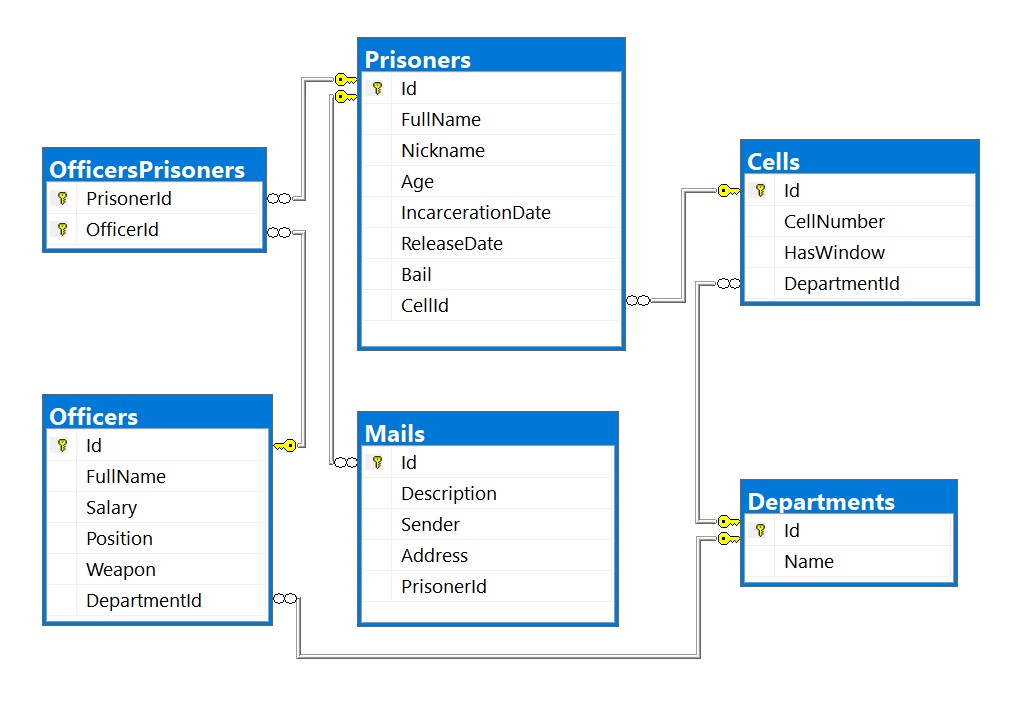 Prisoners
Id
FullName
Nickname
Age
IncarcerationDate
ReleaseDate
Bail
CellId
OfficersPrisoners
PrisonerId
OfficerId
Cells
Id
CellNumber
HasWindow
DepartmentId
Officers
Id
FullName
Salary
Position
Weapon
DepartmentId
Mails
Id
Description
Sender
Address
PrisonerId
Departments
Id
Name